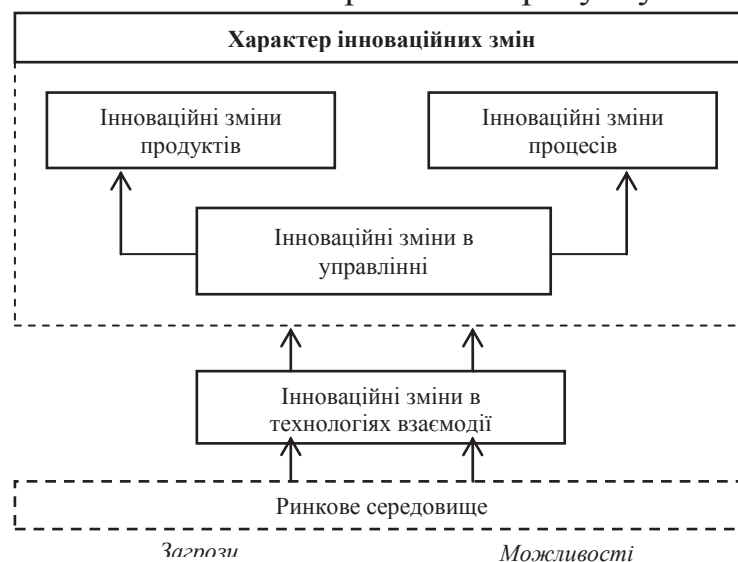 Характер інноваційних змін
Інноваційні зміни
продуктів
Інноваційні зміни
процесів
Інноваційні зміни в
управлінні
Інноваційні зміни в
технологіях взаємодії
Ринкове середовище
Загрози
Можливості